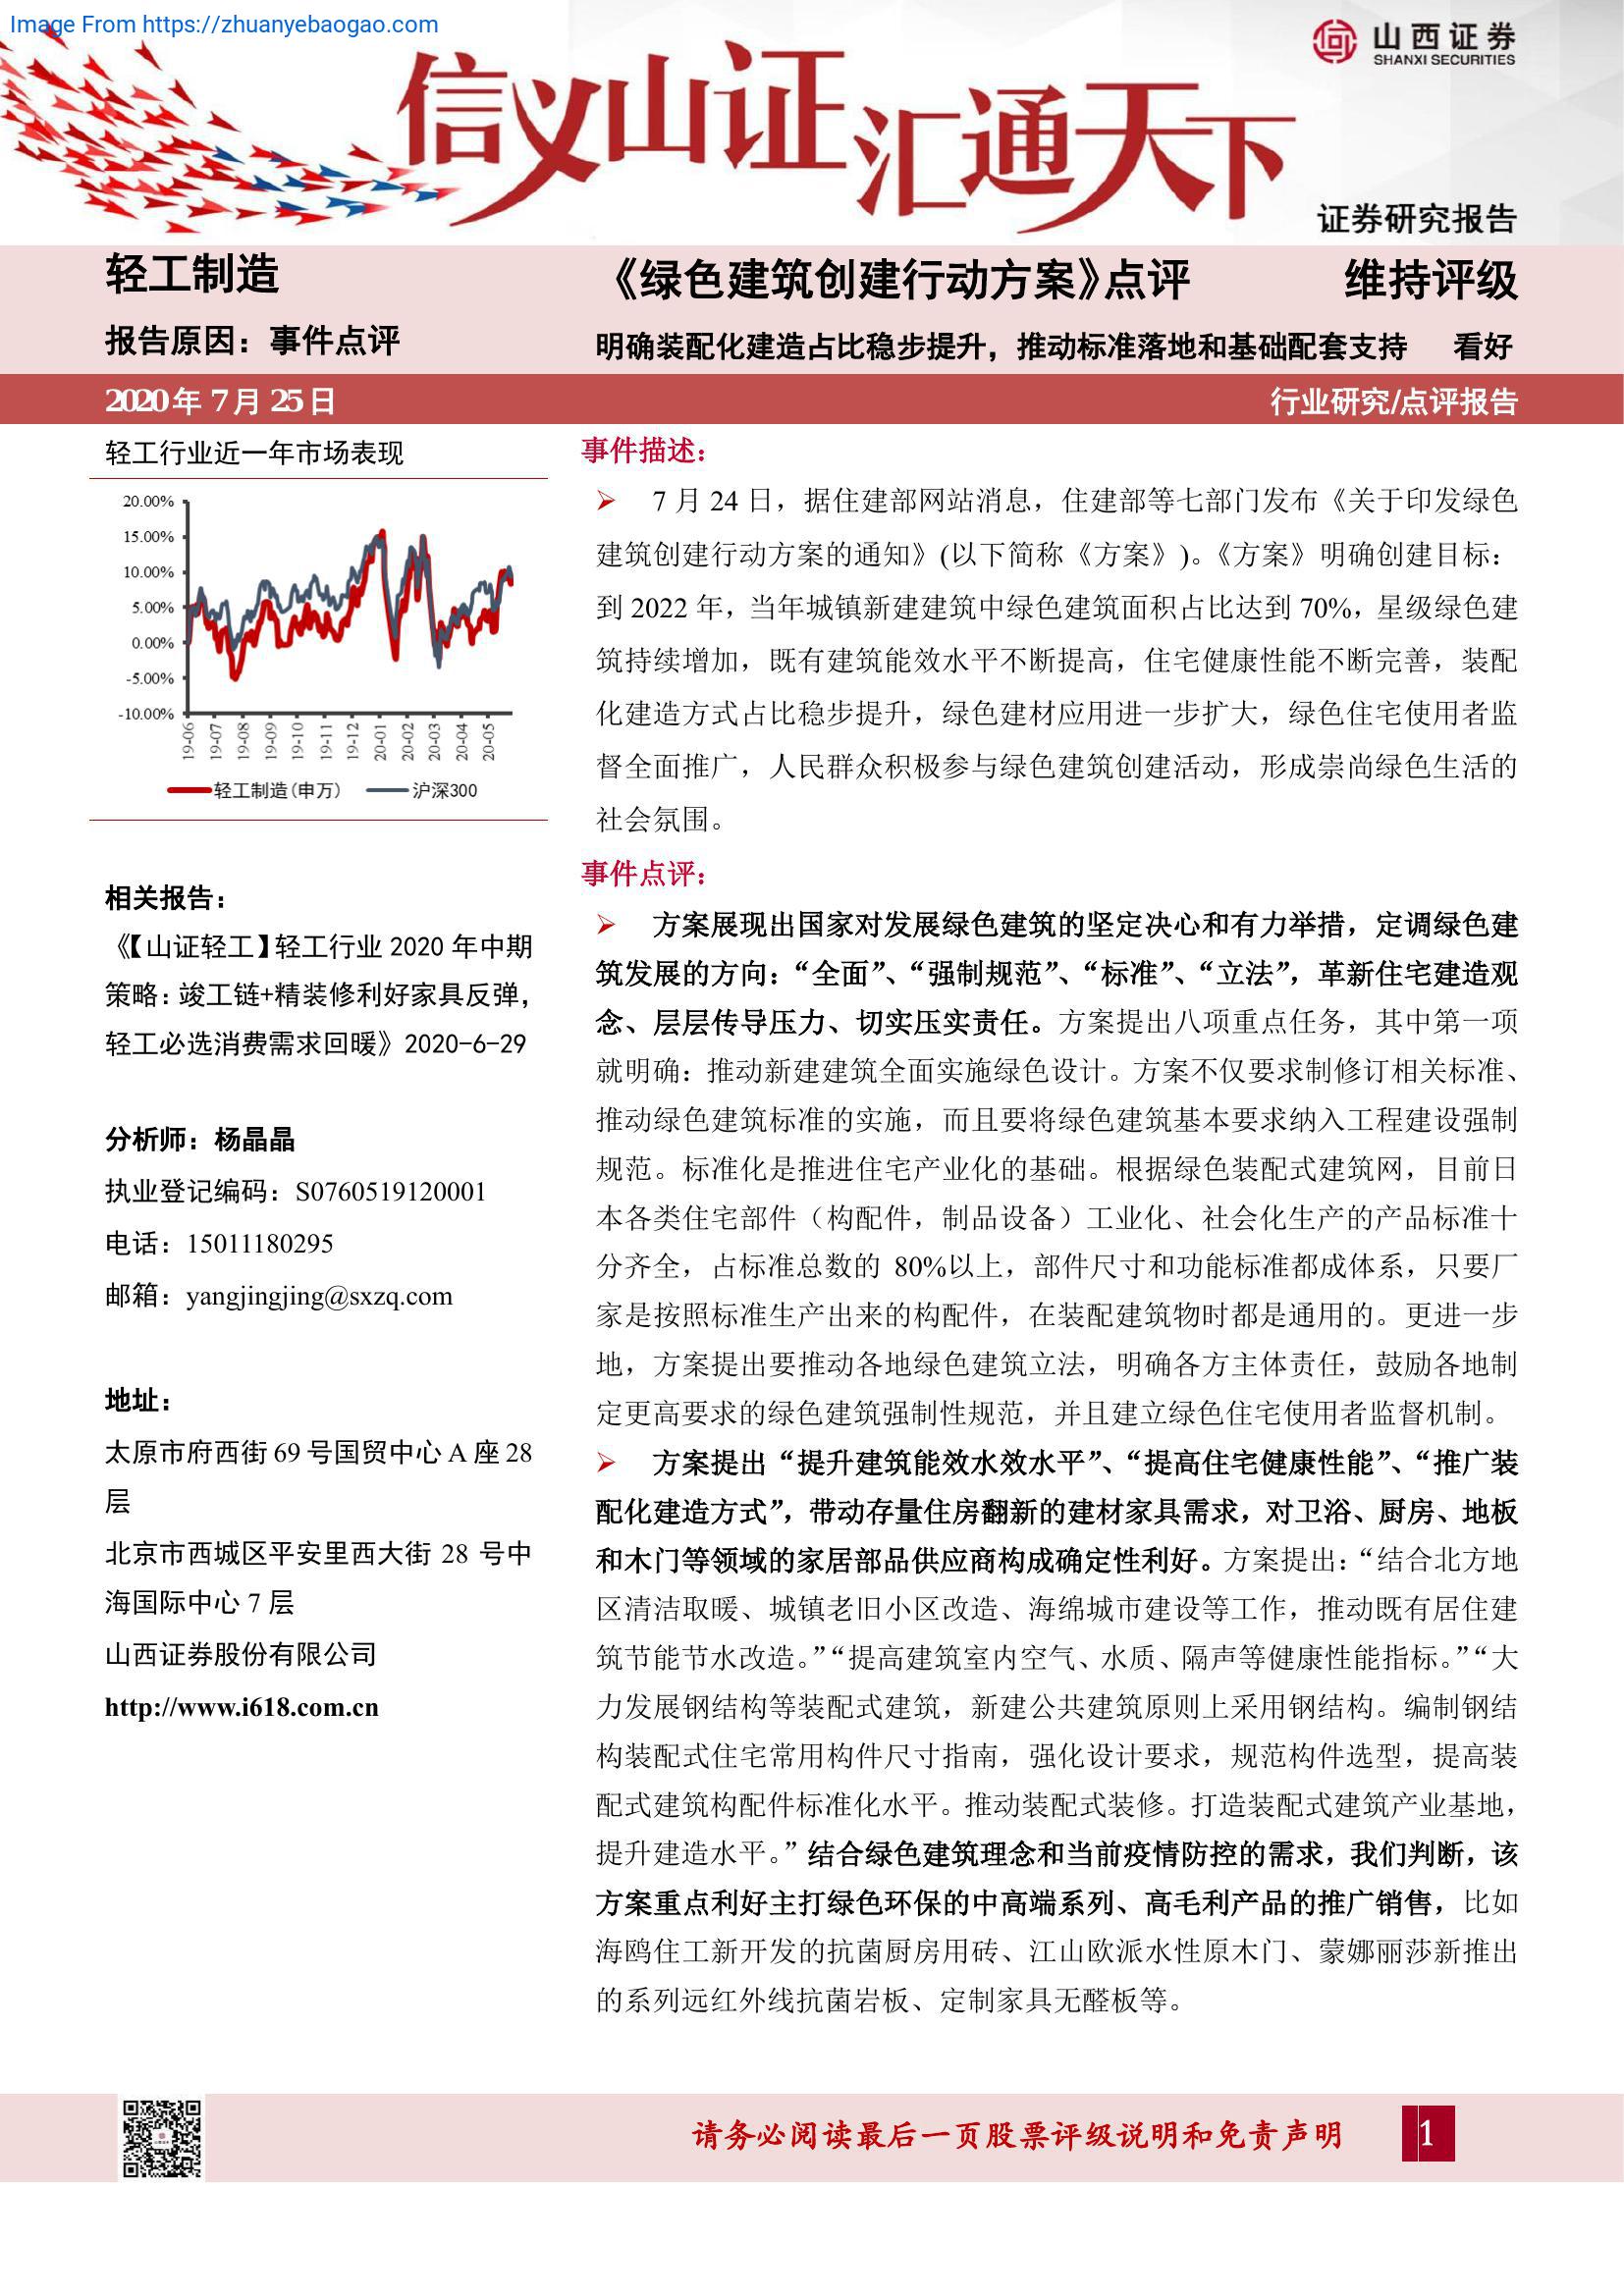 Image From https://zhuanyebaogao.com
山西证券
SHANXI SECURITIES
信义山证汇通天下
证券研究报告
轻工制造
《绿色建筑创建行动方案》点评
维持评级
报告原因：事件点评
明确装配化建造占比稳步提升，推动标准落地和基础配套支持
看好
2020年7月25日
行业研究/点评报告
轻工行业近一年市场表现
20.00%
15.00%
10.00%
5.00%
0.00%
-5.00%
-10.00%
19-06
19-07
19-08
19-09
19-10
19-11
19-12
20-01
20-02
20-03
20-04
20-05
轻工制造(申万)
沪深300
相关报告：
《【山证轻工】轻工行业 2020 年中期
策略：竣工链+精装修利好家具反弹，
轻工必选消费需求回暖》2020-6-29
分析师：杨晶晶
执业登记编码：S0760519120001
电话：15011180295
邮箱：yangjingjing@sxzq.com
地址：
太原市府西街 69 号国贸中心 A 座 28
层
北京市西城区平安里西大街 28 号中
海国际中心 7 层
山西证券股份有限公司
http://www.i618.com.cn
事件描述：
7 月 24 日，据住建部网站消息，住建部等七部门发布《关于印发绿色
建筑创建行动方案的通知》(以下简称《方案》)。《方案》明确创建目标：
到 2022 年，当年城镇新建建筑中绿色建筑面积占比达到 70%，星级绿色建
筑持续增加，既有建筑能效水平不断提高，住宅健康性能不断完善，装配
化建造方式占比稳步提升，绿色建材应用进一步扩大，绿色住宅使用者监
督全面推广，人民群众积极参与绿色建筑创建活动，形成崇尚绿色生活的
社会氛围。
事件点评：
方案展现出国家对发展绿色建筑的坚定决心和有力举措，定调绿色建
筑发展的方向：“全面”、“强制规范”、“标准”、“立法”，革新住宅建造观
念、层层传导压力、切实压实责任。方案提出八项重点任务，其中第一项
就明确：推动新建建筑全面实施绿色设计。方案不仅要求制修订相关标准、
推动绿色建筑标准的实施，而且要将绿色建筑基本要求纳入工程建设强制
规范。标准化是推进住宅产业化的基础。根据绿色装配式建筑网，目前日
本各类住宅部件（构配件，制品设备）工业化、社会化生产的产品标准十
分齐全，占标准总数的 80%以上，部件尺寸和功能标准都成体系，只要厂
家是按照标准生产出来的构配件，在装配建筑物时都是通用的。更进一步
地，方案提出要推动各地绿色建筑立法，明确各方主体责任，鼓励各地制
定更高要求的绿色建筑强制性规范，并且建立绿色住宅使用者监督机制。
方案提出“提升建筑能效水效水平”、“提高住宅健康性能”、“推广装
配化建造方式”，带动存量住房翻新的建材家具需求，对卫浴、厨房、地板
和木门等领域的家居部品供应商构成确定性利好。方案提出：“结合北方地
区清洁取暖、城镇老旧小区改造、海绵城市建设等工作，推动既有居住建
筑节能节水改造。”“提高建筑室内空气、水质、隔声等健康性能指标。”“大
力发展钢结构等装配式建筑，新建公共建筑原则上采用钢结构。编制钢结
构装配式住宅常用构件尺寸指南，强化设计要求，规范构件选型，提高装
配式建筑构配件标准化水平。推动装配式装修。打造装配式建筑产业基地，
提升建造水平。”结合绿色建筑理念和当前疫情防控的需求，我们判断，该
方案重点利好主打绿色环保的中高端系列、高毛利产品的推广销售，比如
海鸥住工新开发的抗菌厨房用砖、江山欧派水性原木门、蒙娜丽莎新推出
的系列远红外线抗菌岩板、定制家具无醛板等。
请务必阅读最后一页股票评级说明和免责声明
1